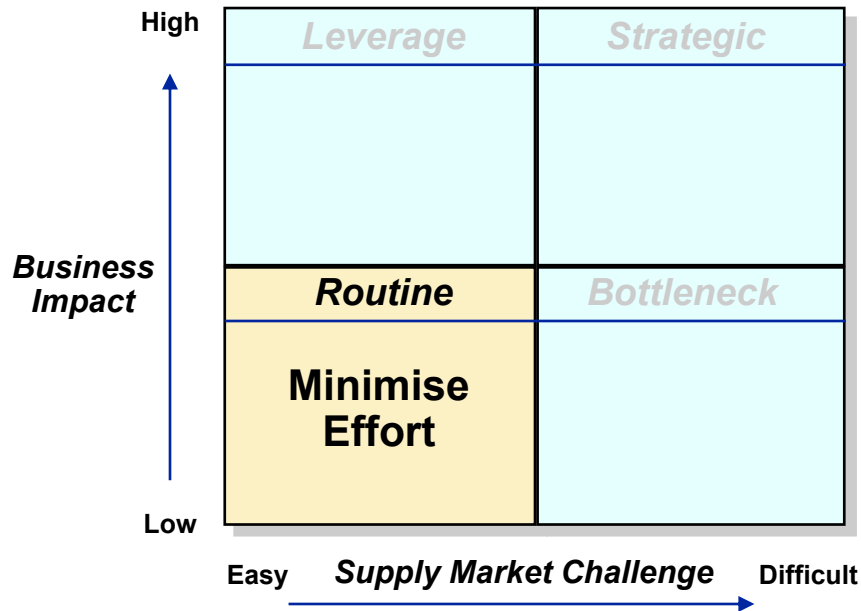 High
Leverage
Strategic
Business
Impact
Routine
Bottleneck
Minimise
Effort
Low
Easy
Supply Market Challenge
Difficult